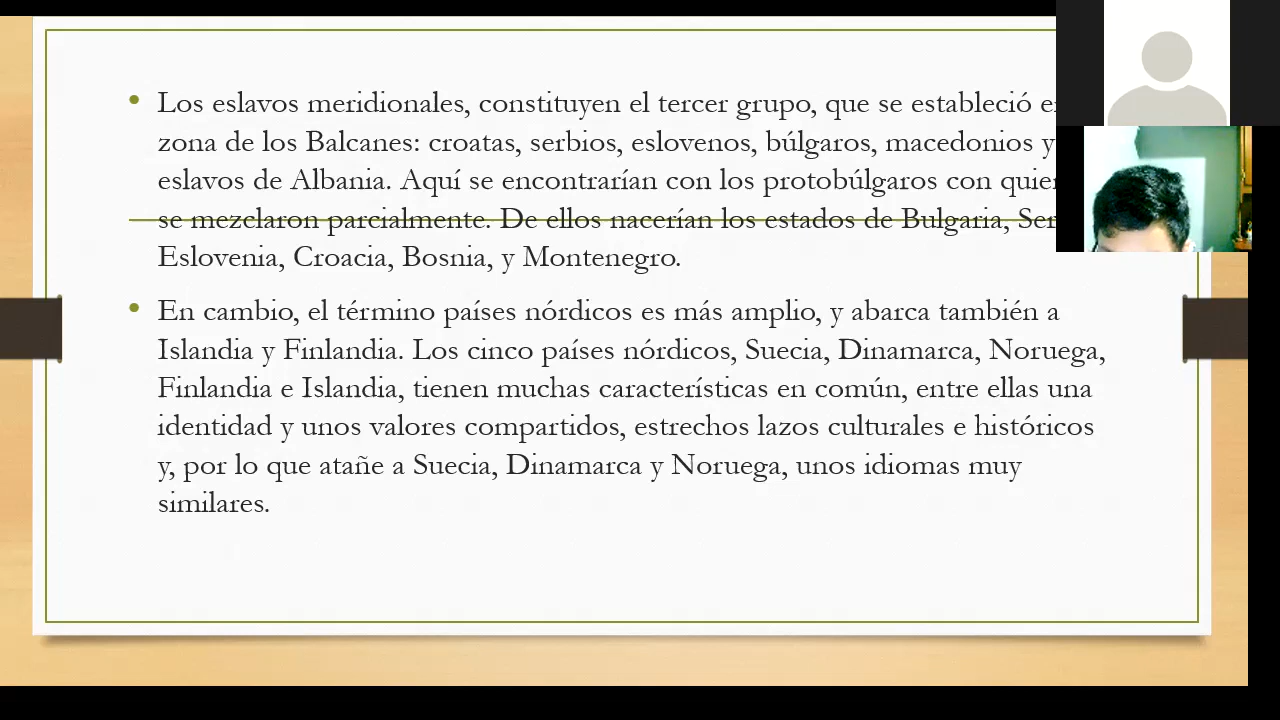 Los eslavos meridionales, constituyen el tercer grupo, que se estableció
zona de los Balcanes: croatas, serbios, eslovenos, búlgaros, macedonios y
eslavos de Albania. Aquí se encontrarían con los protobúlgaros con
se mezclaron parcialmente. De ellos nacerían los estados de Bulgaria,
Eslovenia, Croacia, Bosnia, y Montenegro.
En cambio, el término países nórdicos es más amplio, y abarca también a
Islandia y Finlandia. Los cinco países nórdicos, Suecia, Dinamarca, Noruega,
Finlandia e Islandia, tienen muchas características en común, entre ellas una
identidad y unos valores compartidos, estrechos lazos culturales e históricos
y, por lo que atañe a Suecia, Dinamarca y Noruega, unos idiomas muy
similares.